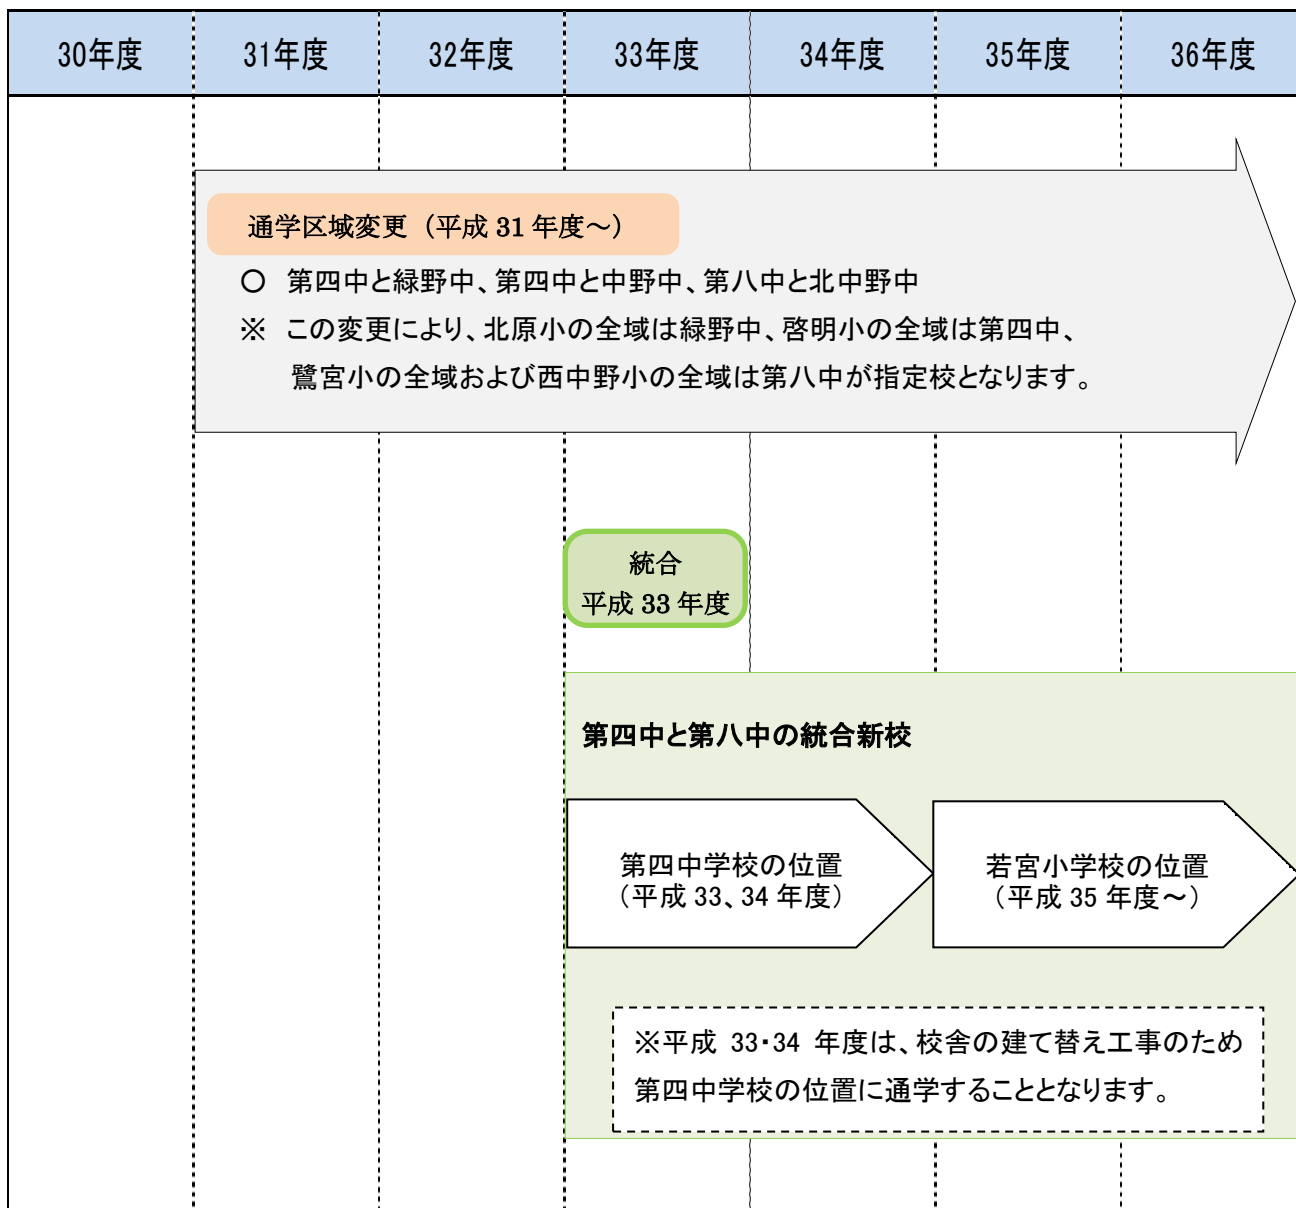 30年度 31年度 32年度 33年度 34年度 35年度 36年度
通学区域変更（平成 31 年度～）
○ 第四中と緑野中、第四中と中野中、第八中と北中野中
※ この変更により、北原小の全域は緑野中、啓明小の全域は第四中、
鷺宮小の全域および西中野小の全域は第八中が指定校となります。
統合
平成 33 年度
第四中と第八中の統合新校
第四中学校の位置
（平成 33、34 年度）
若宮小学校の位置
（平成 35 年度～）
※平成 33・34 年度は、校舎の建て替え工事のため
第四中学校の位置に通学することとなります。